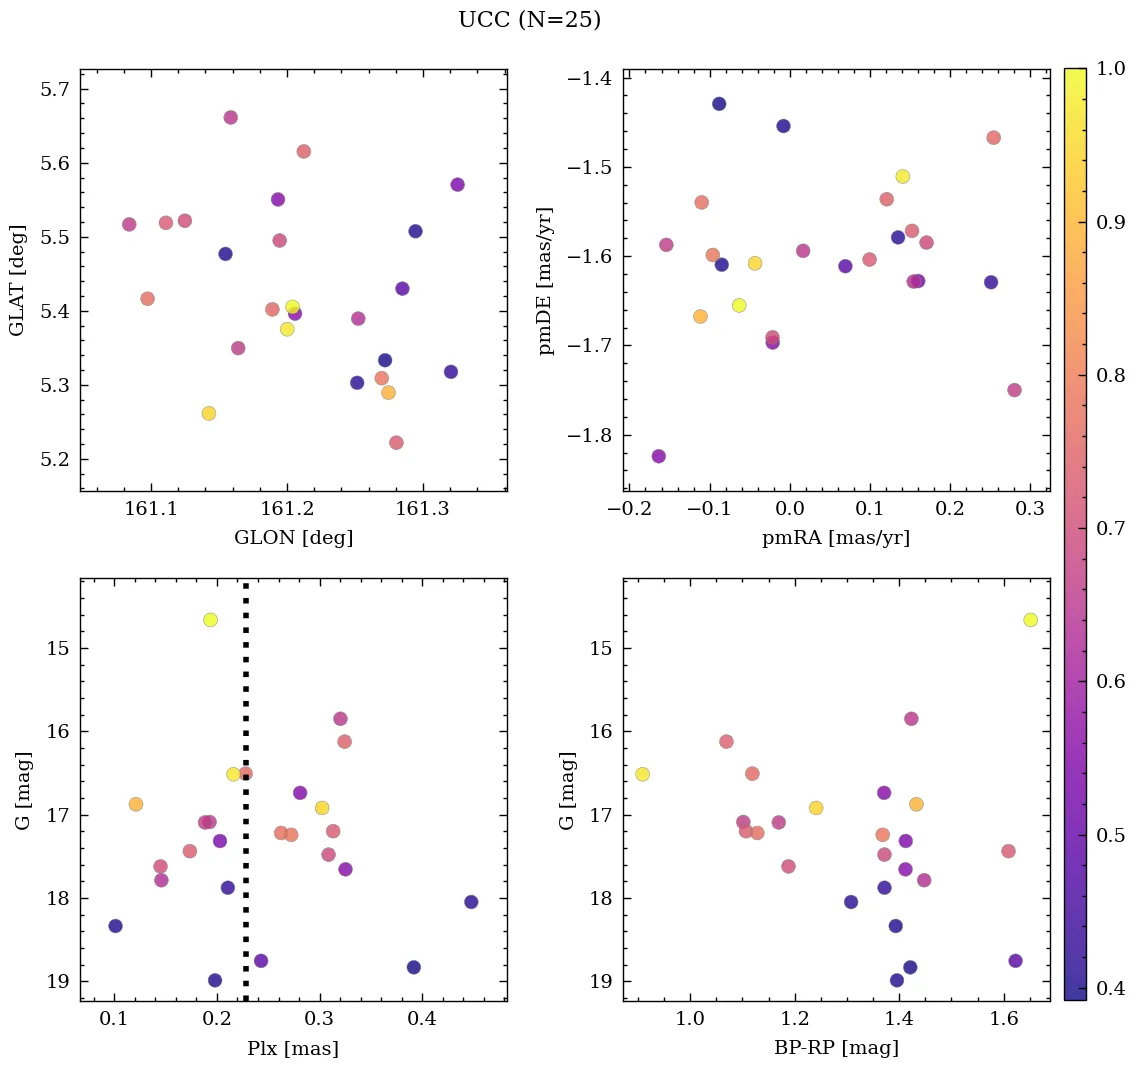 UCC (N=25)
5.7
5.6
5.5
5.4
5.3
5.2
GLAT [deg]
161.1 161.2 161.3
GLON [deg]
−1.4
−1.5
−1.6
−1.7
−1.8
pmDE [mas/yr]
−0.2 −0.1 0.0 0.1 0.2 0.3
pmRA [mas/yr]
1.0
0.9
0.8
0.7
0.6
0.5
0.4
15
16
17
18
19
G [mag]
0.1 0.2 0.3 0.4
Plx [mas]
15
16
17
18
19
G [mag]
1.0 1.2 1.4 1.6
BP-RP [mag]